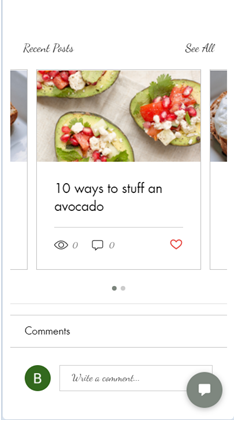 Recent Posts
See All
10 ways to stuff an
avocado
0
0
Comments
B
Write a comment...